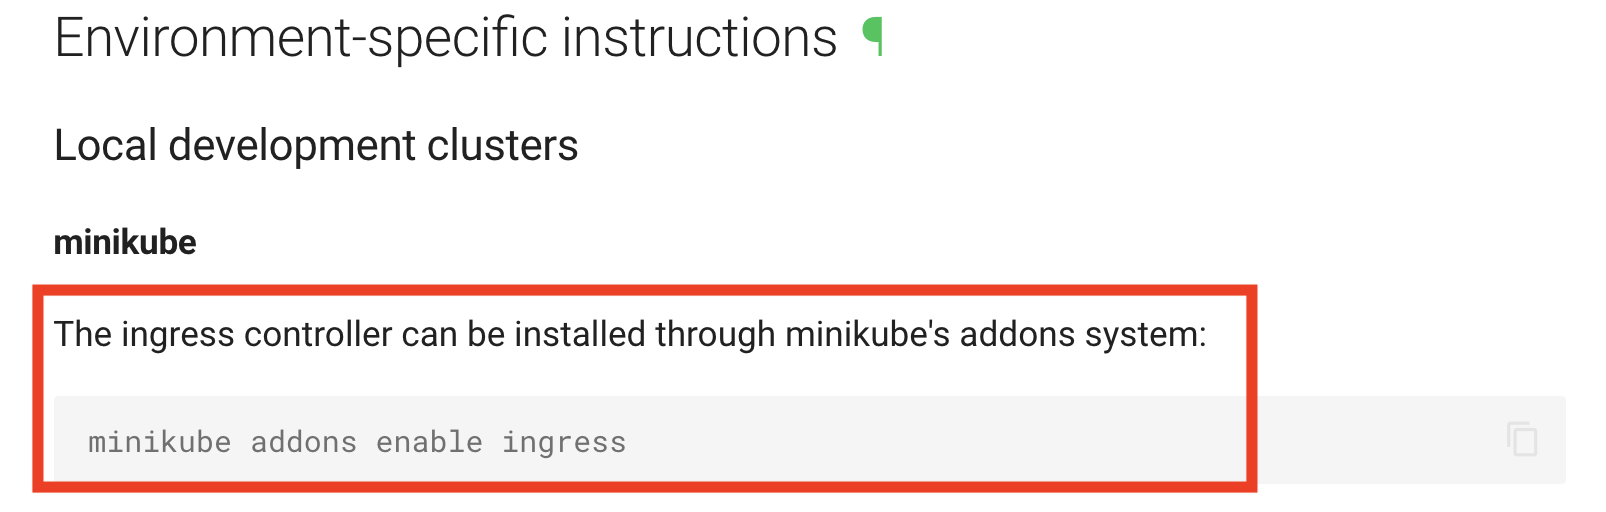 Environment-specific instructions ¶
Local development clusters
minikube
The ingress controller can be installed through minikube's addons system:
minikube addons enable ingress